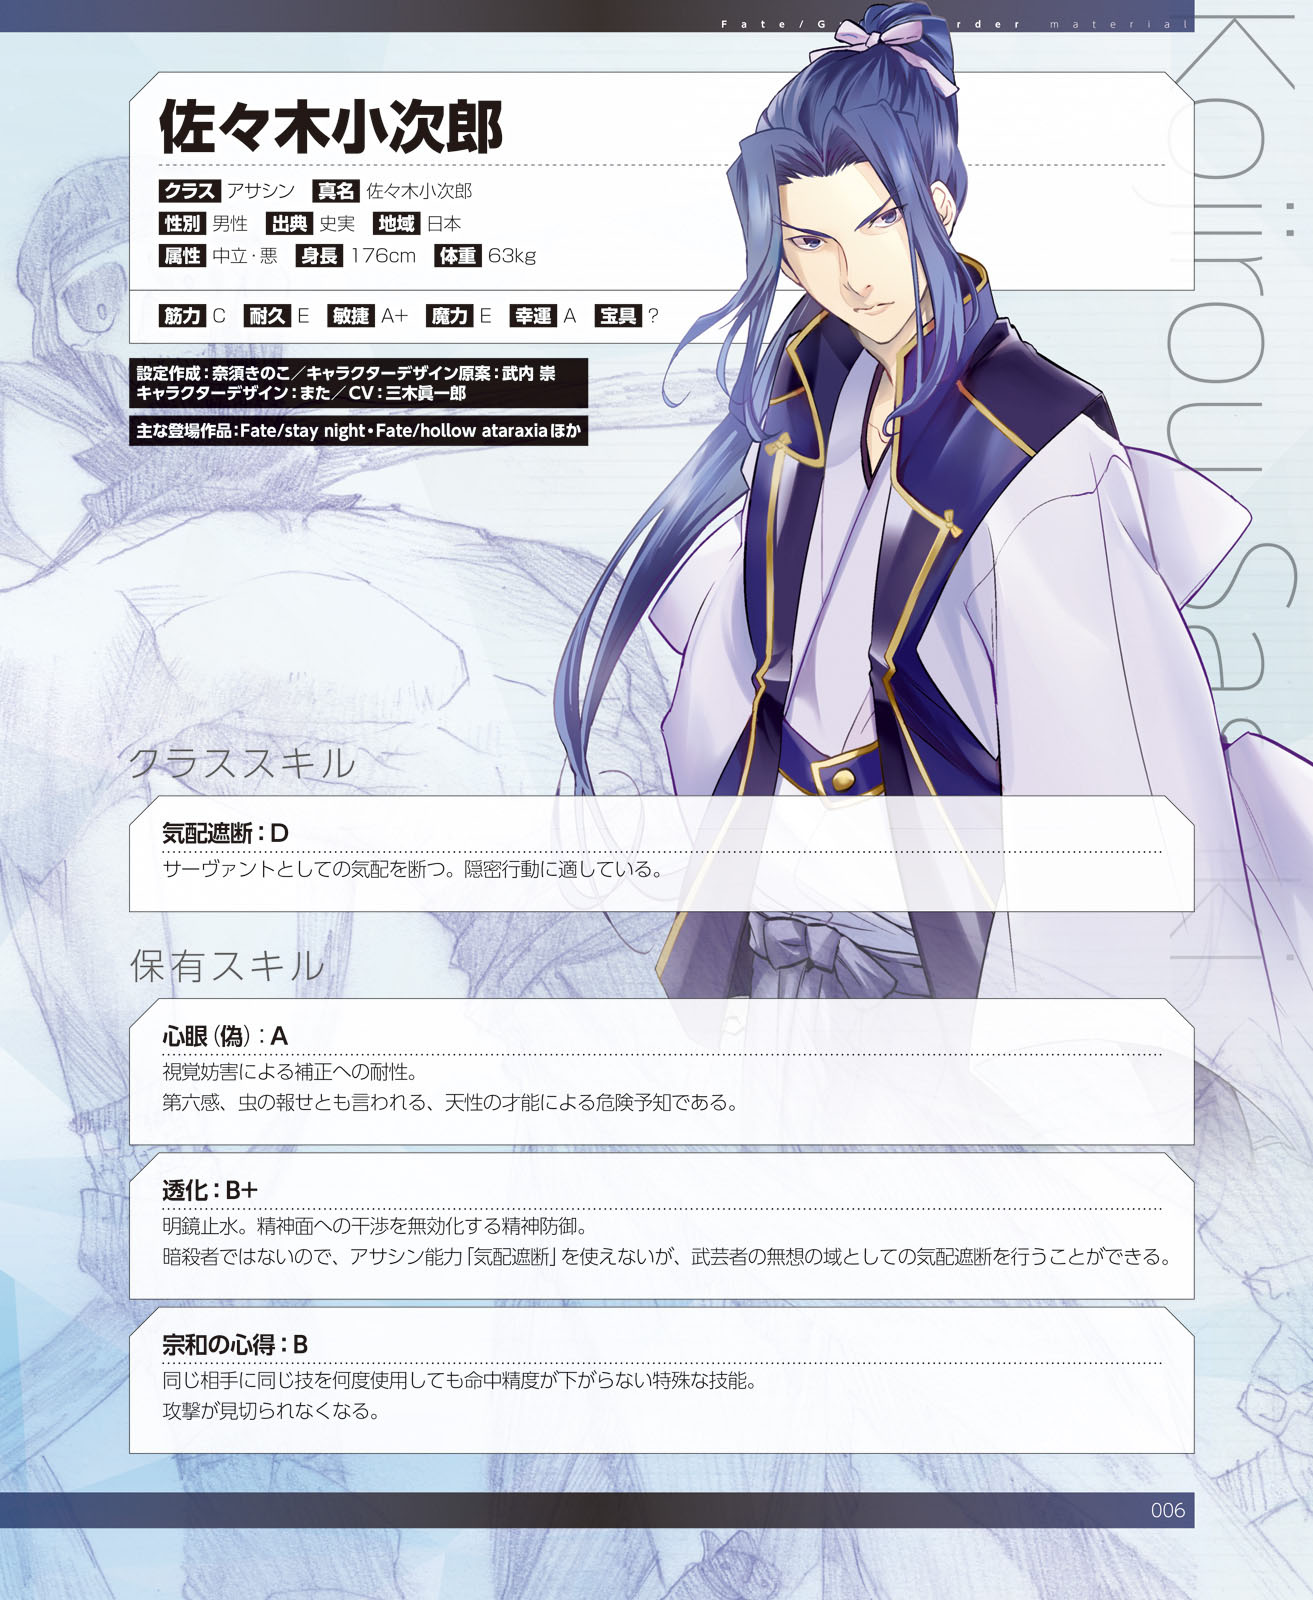 Fate/G rder material
Kojirou Sasaki
佐々木小次郎
クラス アサシン 真名 佐々木小次郎
性別 男性 出典 史実 地域 日本
属性 中立・悪 身長 176cm 体重 63kg
筋力 C 耐久 E 敏捷 A+ 魔力 E 幸運 A 宝具 ?
設定作成:奈須きのこ/キャラクターデザイン原案:武内 崇
キャラクターデザイン:また/CV:三木眞一郎
主な登場作品:Fate/stay night・Fate/hollow ataraxiaほか
クラススキル
気配遮断:D
サーヴァントとしての気配を断つ。隠密行動に適している。
保有スキル
心眼(偽):A
視覚妨害による補正への耐性。
第六感、虫の報せとも言われる、天性の才能による危険予知である。
透化:B+
明鏡止水。精神面への干渉を無効化する精神防御。
暗殺者ではないので、アサシン能力「気配遮断」を使えないが、武芸者の無想の域としての気配遮断を行うことができる。
宗和の心得:B
同じ相手に同じ技を何度使用しても命中精度が下がらない特殊な技能。
攻撃が見切られなくなる。
006